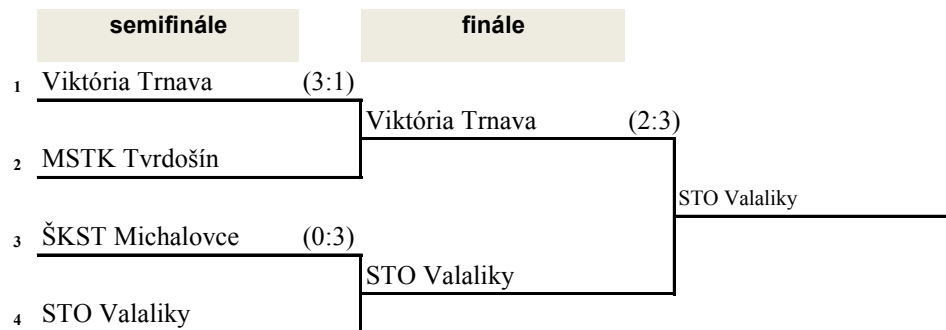 semifinále finále
1 Viktória Trnava (3:1)
Viktória Trnava (2:3)
2 MSTK Tvrdošín
STO Valaliky
3 ŠKST Michalovce (0:3)
STO Valaliky
4 STO Valaliky